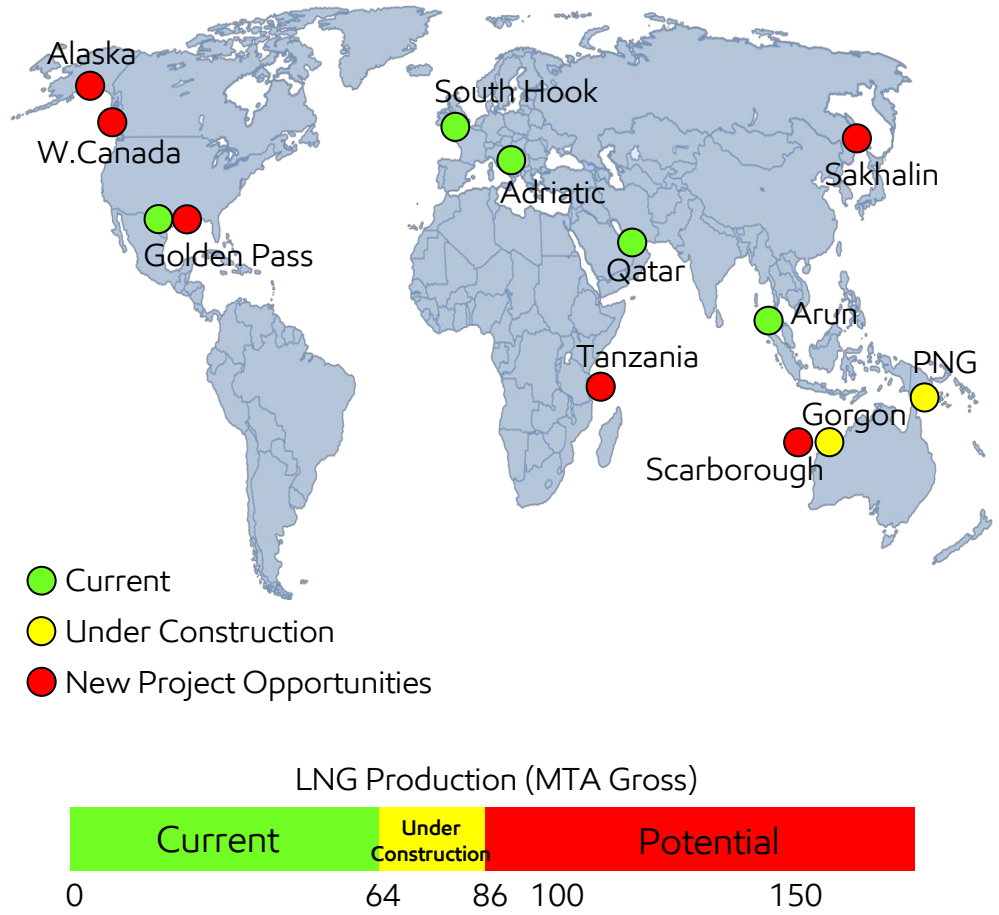 Alaska
South Hook
W.Canada
Sakhalin
Adriatic
Golden Pass
Qatar
Arun
Tanzania
PNG
Gorgon
Scarborough
Current
Under Construction
New Project Opportunities
LNG Production (MTA Gross)
Current
Under
Construction
Potential
0 64 86 100 150